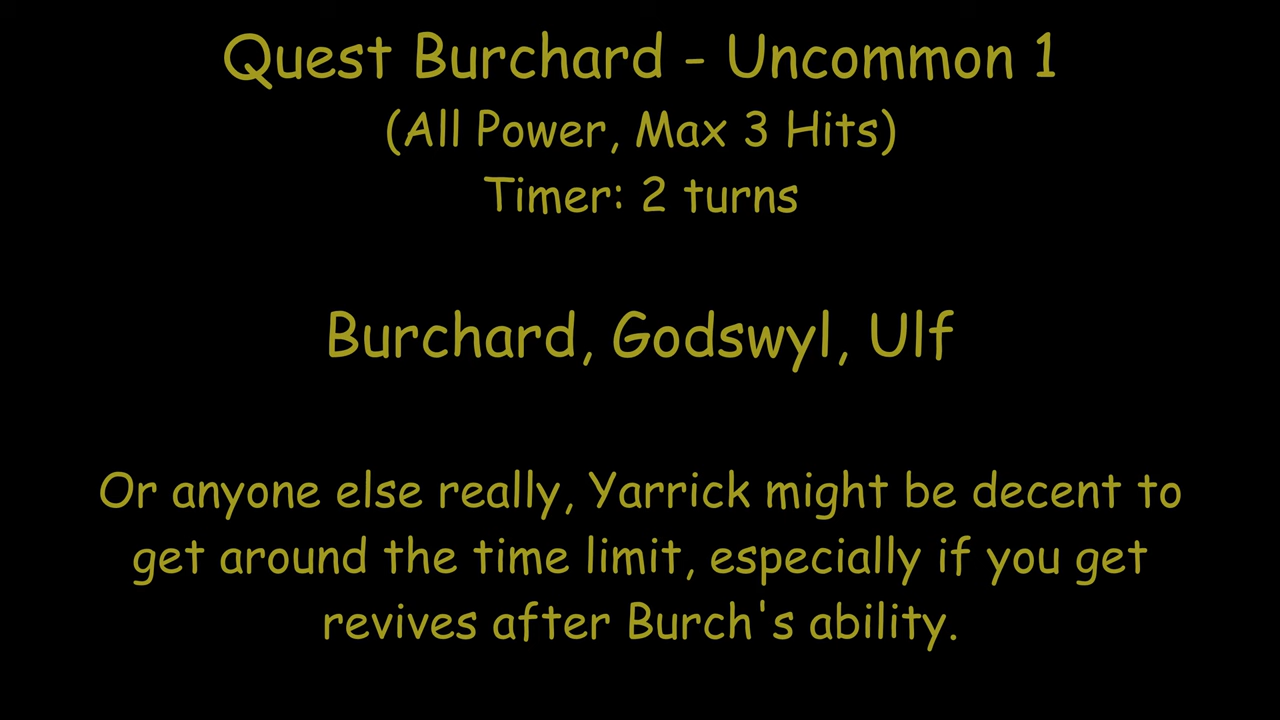 Quest Burchard - Uncommon 1
(All Power, Max 3 Hits)
Timer: 2 turns
Burchard, Godswyl, Ulf
Or anyone else really, Yarrick might be decent to
get around the time limit, especially if you get
revives after Burch's ability.